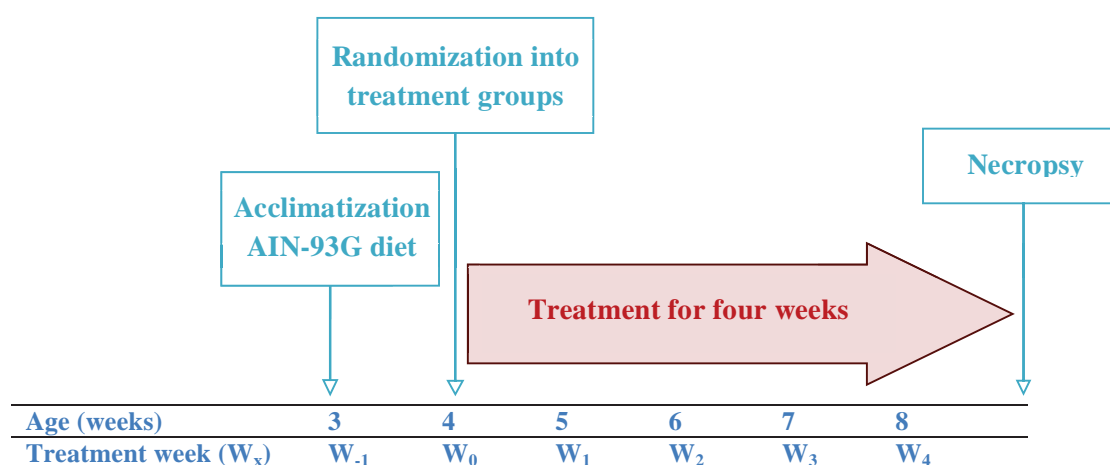 Randomization into
treatment groups
Necropsy
Acclimatization
AIN-93G diet
Treatment for four weeks
Age (weeks) 3 4 5 6 7 8
Treatment week (Wₓ) W₋₁ W₀ W₁ W₂ W₃ W₄